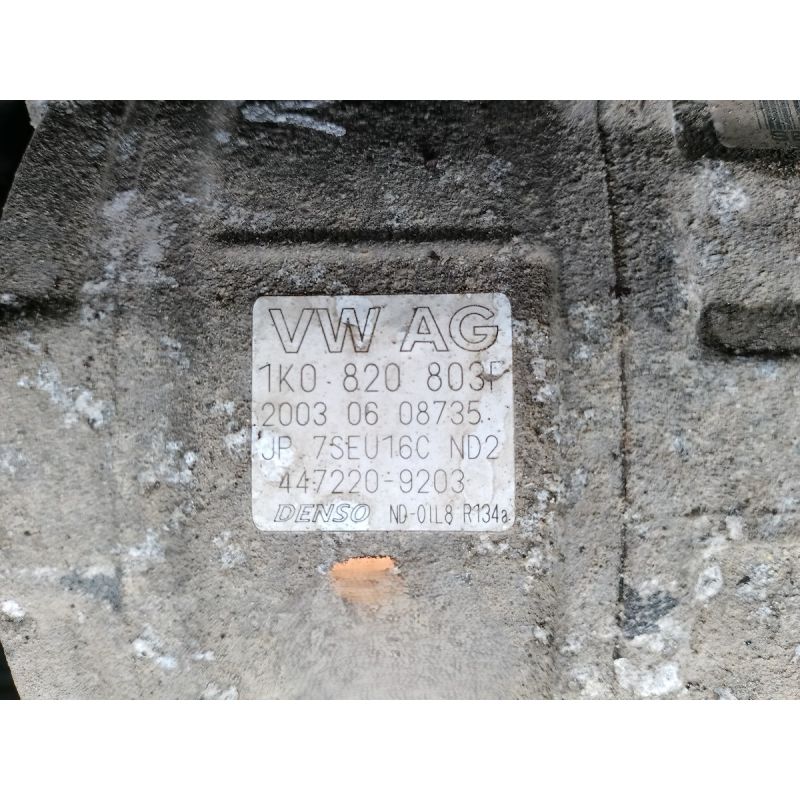 VW AG
1K0 820 803F
2003 06 08735
JP 7SEU16C ND2
447220-9203
DENSO ND-OIL8 R134a